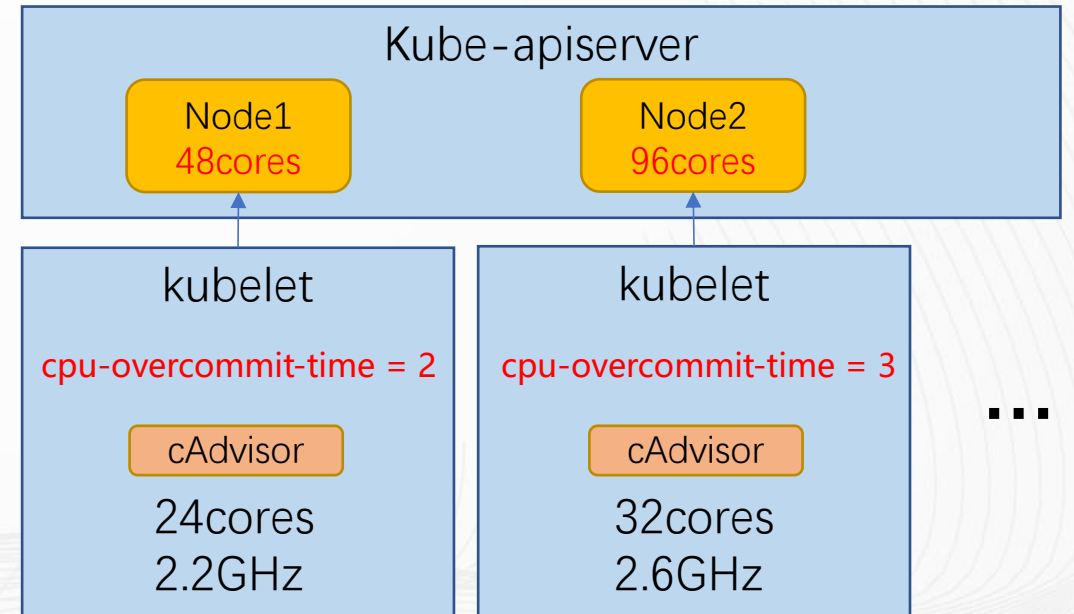 Kube-apiserver
Node1
48cores
Node2
96cores
kubelet
cpu-overcommit-time = 2
cAdvisor
24cores
2.2GHz
kubelet
cpu-overcommit-time = 3
cAdvisor
32cores
2.6GHz
...